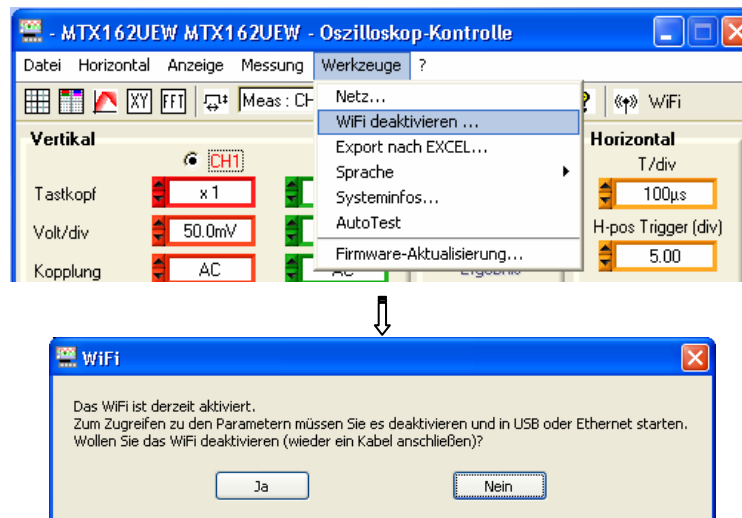 - MTX162UEW MTX162UEW - Oszilloskop-Kontrolle
Datei Horizontal Anzeige Messung Werkzeuge ?
XY FFT Meas : CH WiFi
Netz...
WiFi deaktivieren ...
Export nach EXCEL...
Sprache
Systeminfos...
AutoTest
Firmware-Aktualisierung...
Vertikal
CH1
Tastkopf x 1
Volt/div 50.0mV
Kopplung AC AC
Ergebnis
Horizontal
T/div
100µs
H-pos Trigger (div)
5.00
WiFi
Das WiFi ist derzeit aktiviert.
Zum Zugreifen zu den Parametern müssen Sie es deaktivieren und in USB oder Ethernet starten.
Wollen Sie das WiFi deaktivieren (wieder ein Kabel anschließen)?
Ja Nein